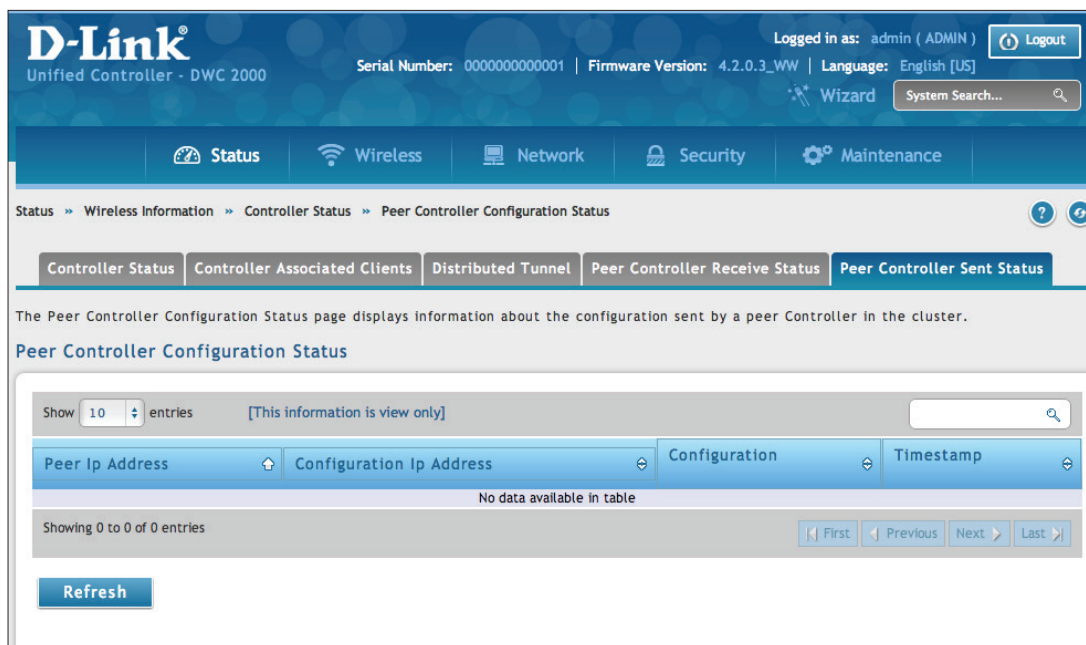 D-Link®
Unified Controller - DWC 2000
Logged in as: admin ( ADMIN )
Logout
Serial Number: 0000000000001 | Firmware Version: 4.2.0.3_WW | Language: English [US]
Wizard
System Search...
Status
Wireless
Network
Security
Maintenance
Status » Wireless Information » Controller Status » Peer Controller Configuration Status
?
Controller Status
Controller Associated Clients
Distributed Tunnel
Peer Controller Receive Status
Peer Controller Sent Status
The Peer Controller Configuration Status page displays information about the configuration sent by a peer Controller in the cluster.
Peer Controller Configuration Status
Show 10 entries
[This information is view only]
Peer Ip Address
Configuration Ip Address
Configuration
Timestamp
No data available in table
Showing 0 to 0 of 0 entries
First
Previous
Next
Last
Refresh